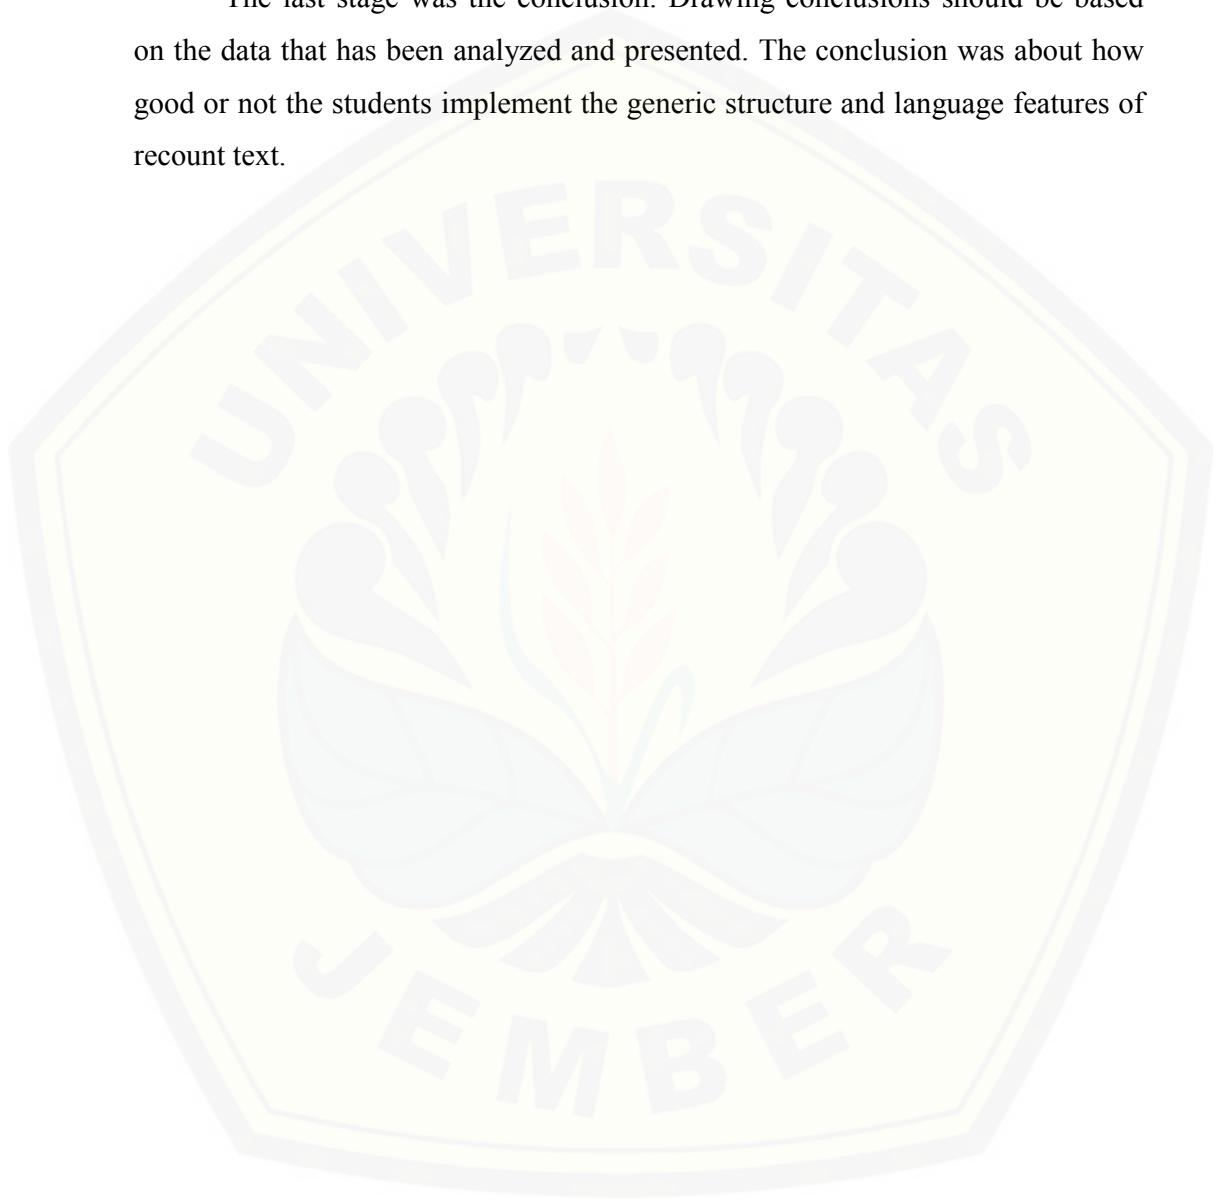 The last stage was the conclusion. Drawing conclusions should be based
on the data that has been analyzed and presented. The conclusion was about how
good or not the students implement the generic structure and language features of
recount text.
UNIVERSITAS
JEMBER